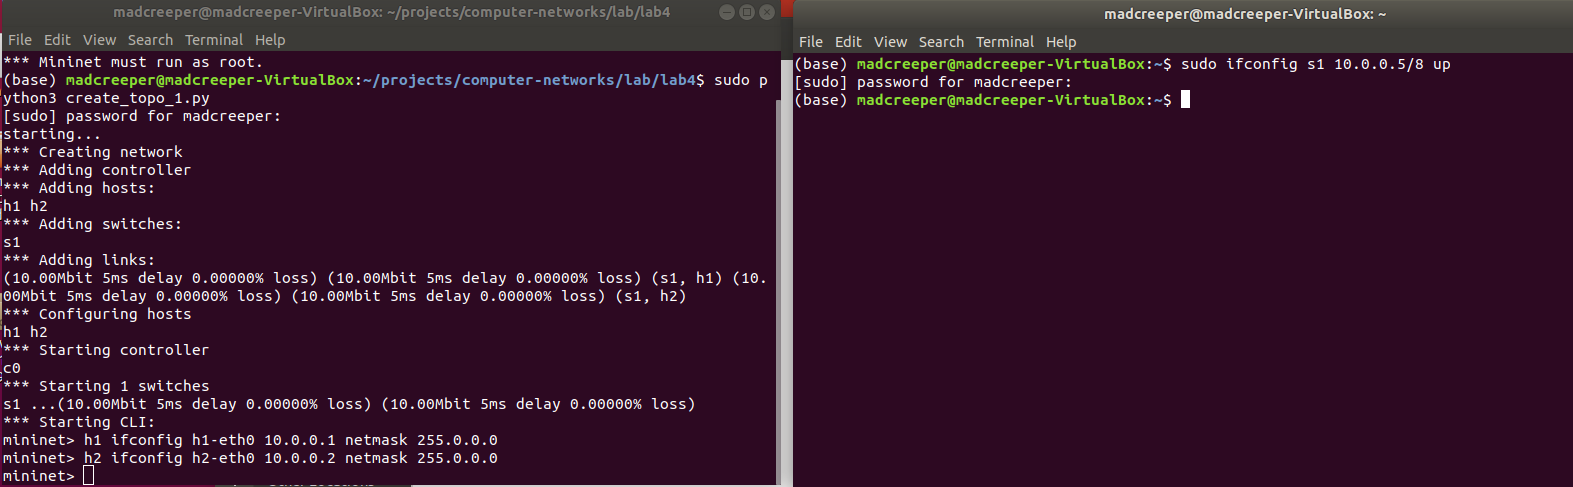 madcreeper@madcreeper-VirtualBox: ~/projects/computer-networks/lab/lab4
File Edit View Search Terminal Help
*** Mininet must run as root.
(base) madcreeper@madcreeper-VirtualBox:~/projects/computer-networks/lab/lab4$ sudo p
ython3 create_topo_1.py
[sudo] password for madcreeper:
starting...
*** Creating network
*** Adding controller
*** Adding hosts:
h1 h2
*** Adding switches:
s1
*** Adding links:
(10.00Mbit 5ms delay 0.00000% loss) (10.00Mbit 5ms delay 0.00000% loss) (s1, h1) (10.
00Mbit 5ms delay 0.00000% loss) (10.00Mbit 5ms delay 0.00000% loss) (s1, h2)
*** Configuring hosts
h1 h2
*** Starting controller
c0
*** Starting 1 switches
s1 ...(10.00Mbit 5ms delay 0.00000% loss) (10.00Mbit 5ms delay 0.00000% loss)
*** Starting CLI:
mininet> h1 ifconfig h1-eth0 10.0.0.1 netmask 255.0.0.0
mininet> h2 ifconfig h2-eth0 10.0.0.2 netmask 255.0.0.0
mininet>
madcreeper@madcreeper-VirtualBox: ~
File Edit View Search Terminal Help
(base) madcreeper@madcreeper-VirtualBox:~$ sudo ifconfig s1 10.0.0.5/8 up
[sudo] password for madcreeper:
(base) madcreeper@madcreeper-VirtualBox:~$